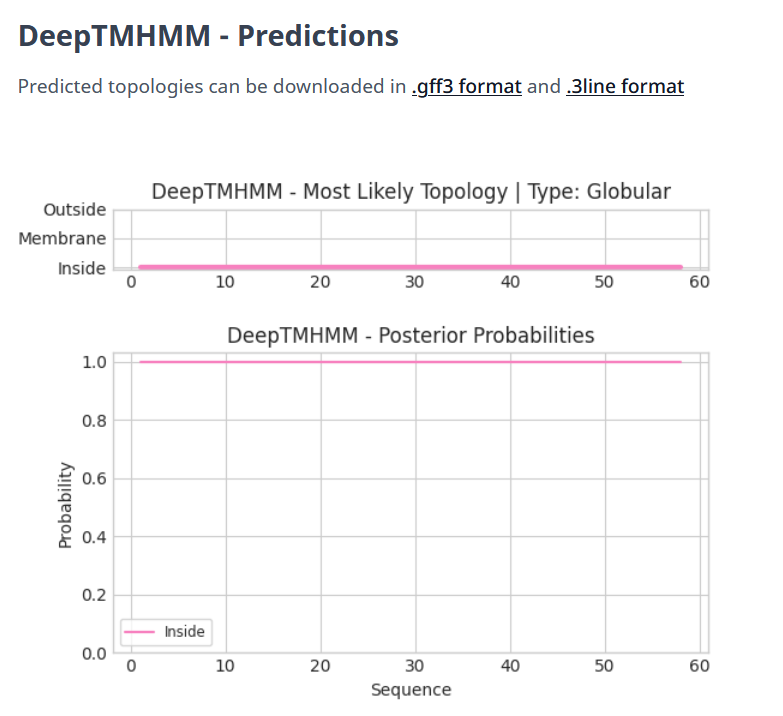 DeepTMHMM - Predictions
Predicted topologies can be downloaded in .gff3 format and .3line format
DeepTMHMM - Most Likely Topology | Type: Globular
Outside
Membrane
Inside
0 10 20 30 40 50 60
DeepTMHMM - Posterior Probabilities
1.0
0.8
0.6
0.4
0.2
0.0
Probability
Inside
0 10 20 30 40 50 60
Sequence